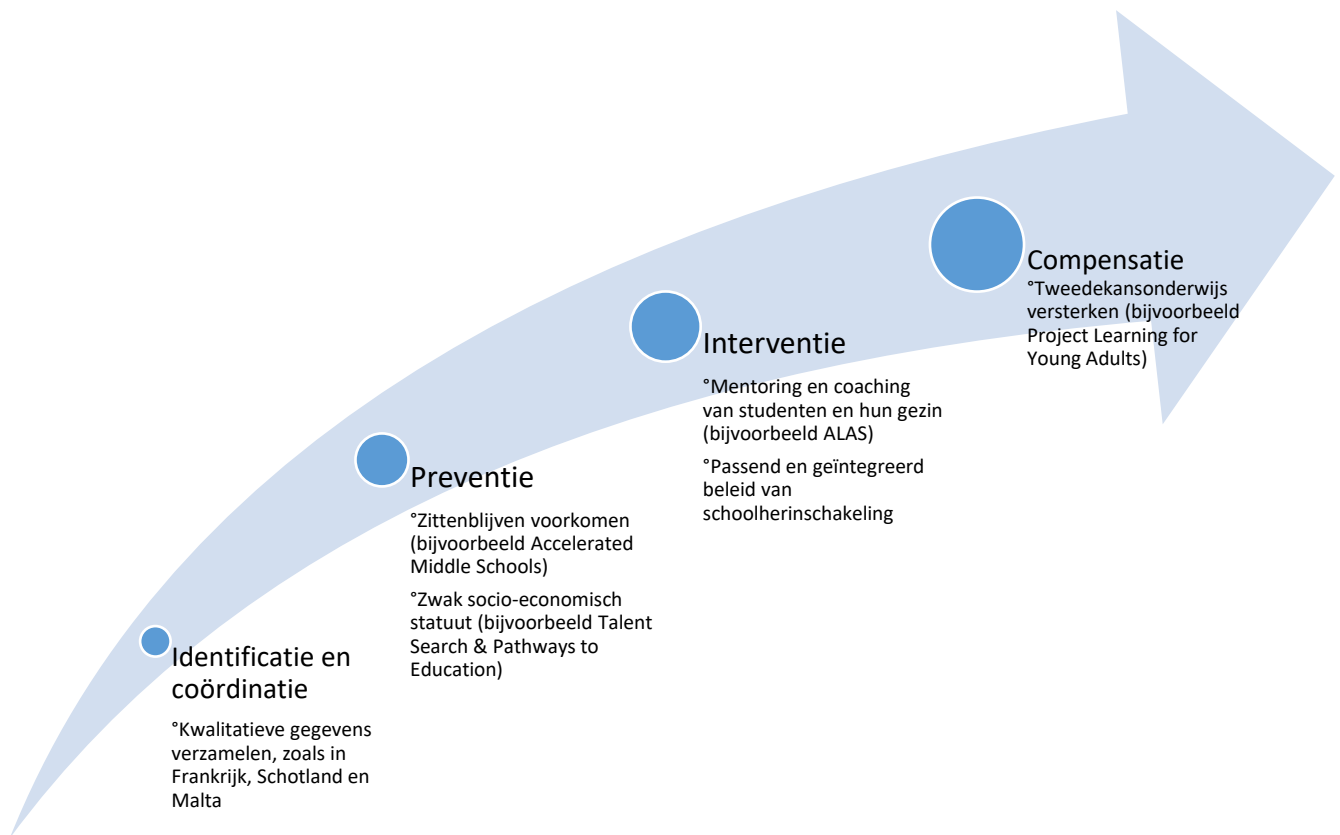 Identificatie en
coördinatie
°Kwalitatieve gegevens
verzamelen, zoals in
Frankrijk, Schotland en
Malta
Preventie
°Zittenblijven voorkomen
(bijvoorbeeld Accelerated
Middle Schools)
°Zwak socio-economisch
statuut (bijvoorbeeld Talent
Search & Pathways to
Education)
Interventie
°Mentoring en coaching
van studenten en hun gezin
(bijvoorbeeld ALAS)
°Passend en geïntegreerd
beleid van
schoolherinschakeling
Compensatie
°Tweedekansonderwijs
versterken (bijvoorbeeld
Project Learning for
Young Adults)